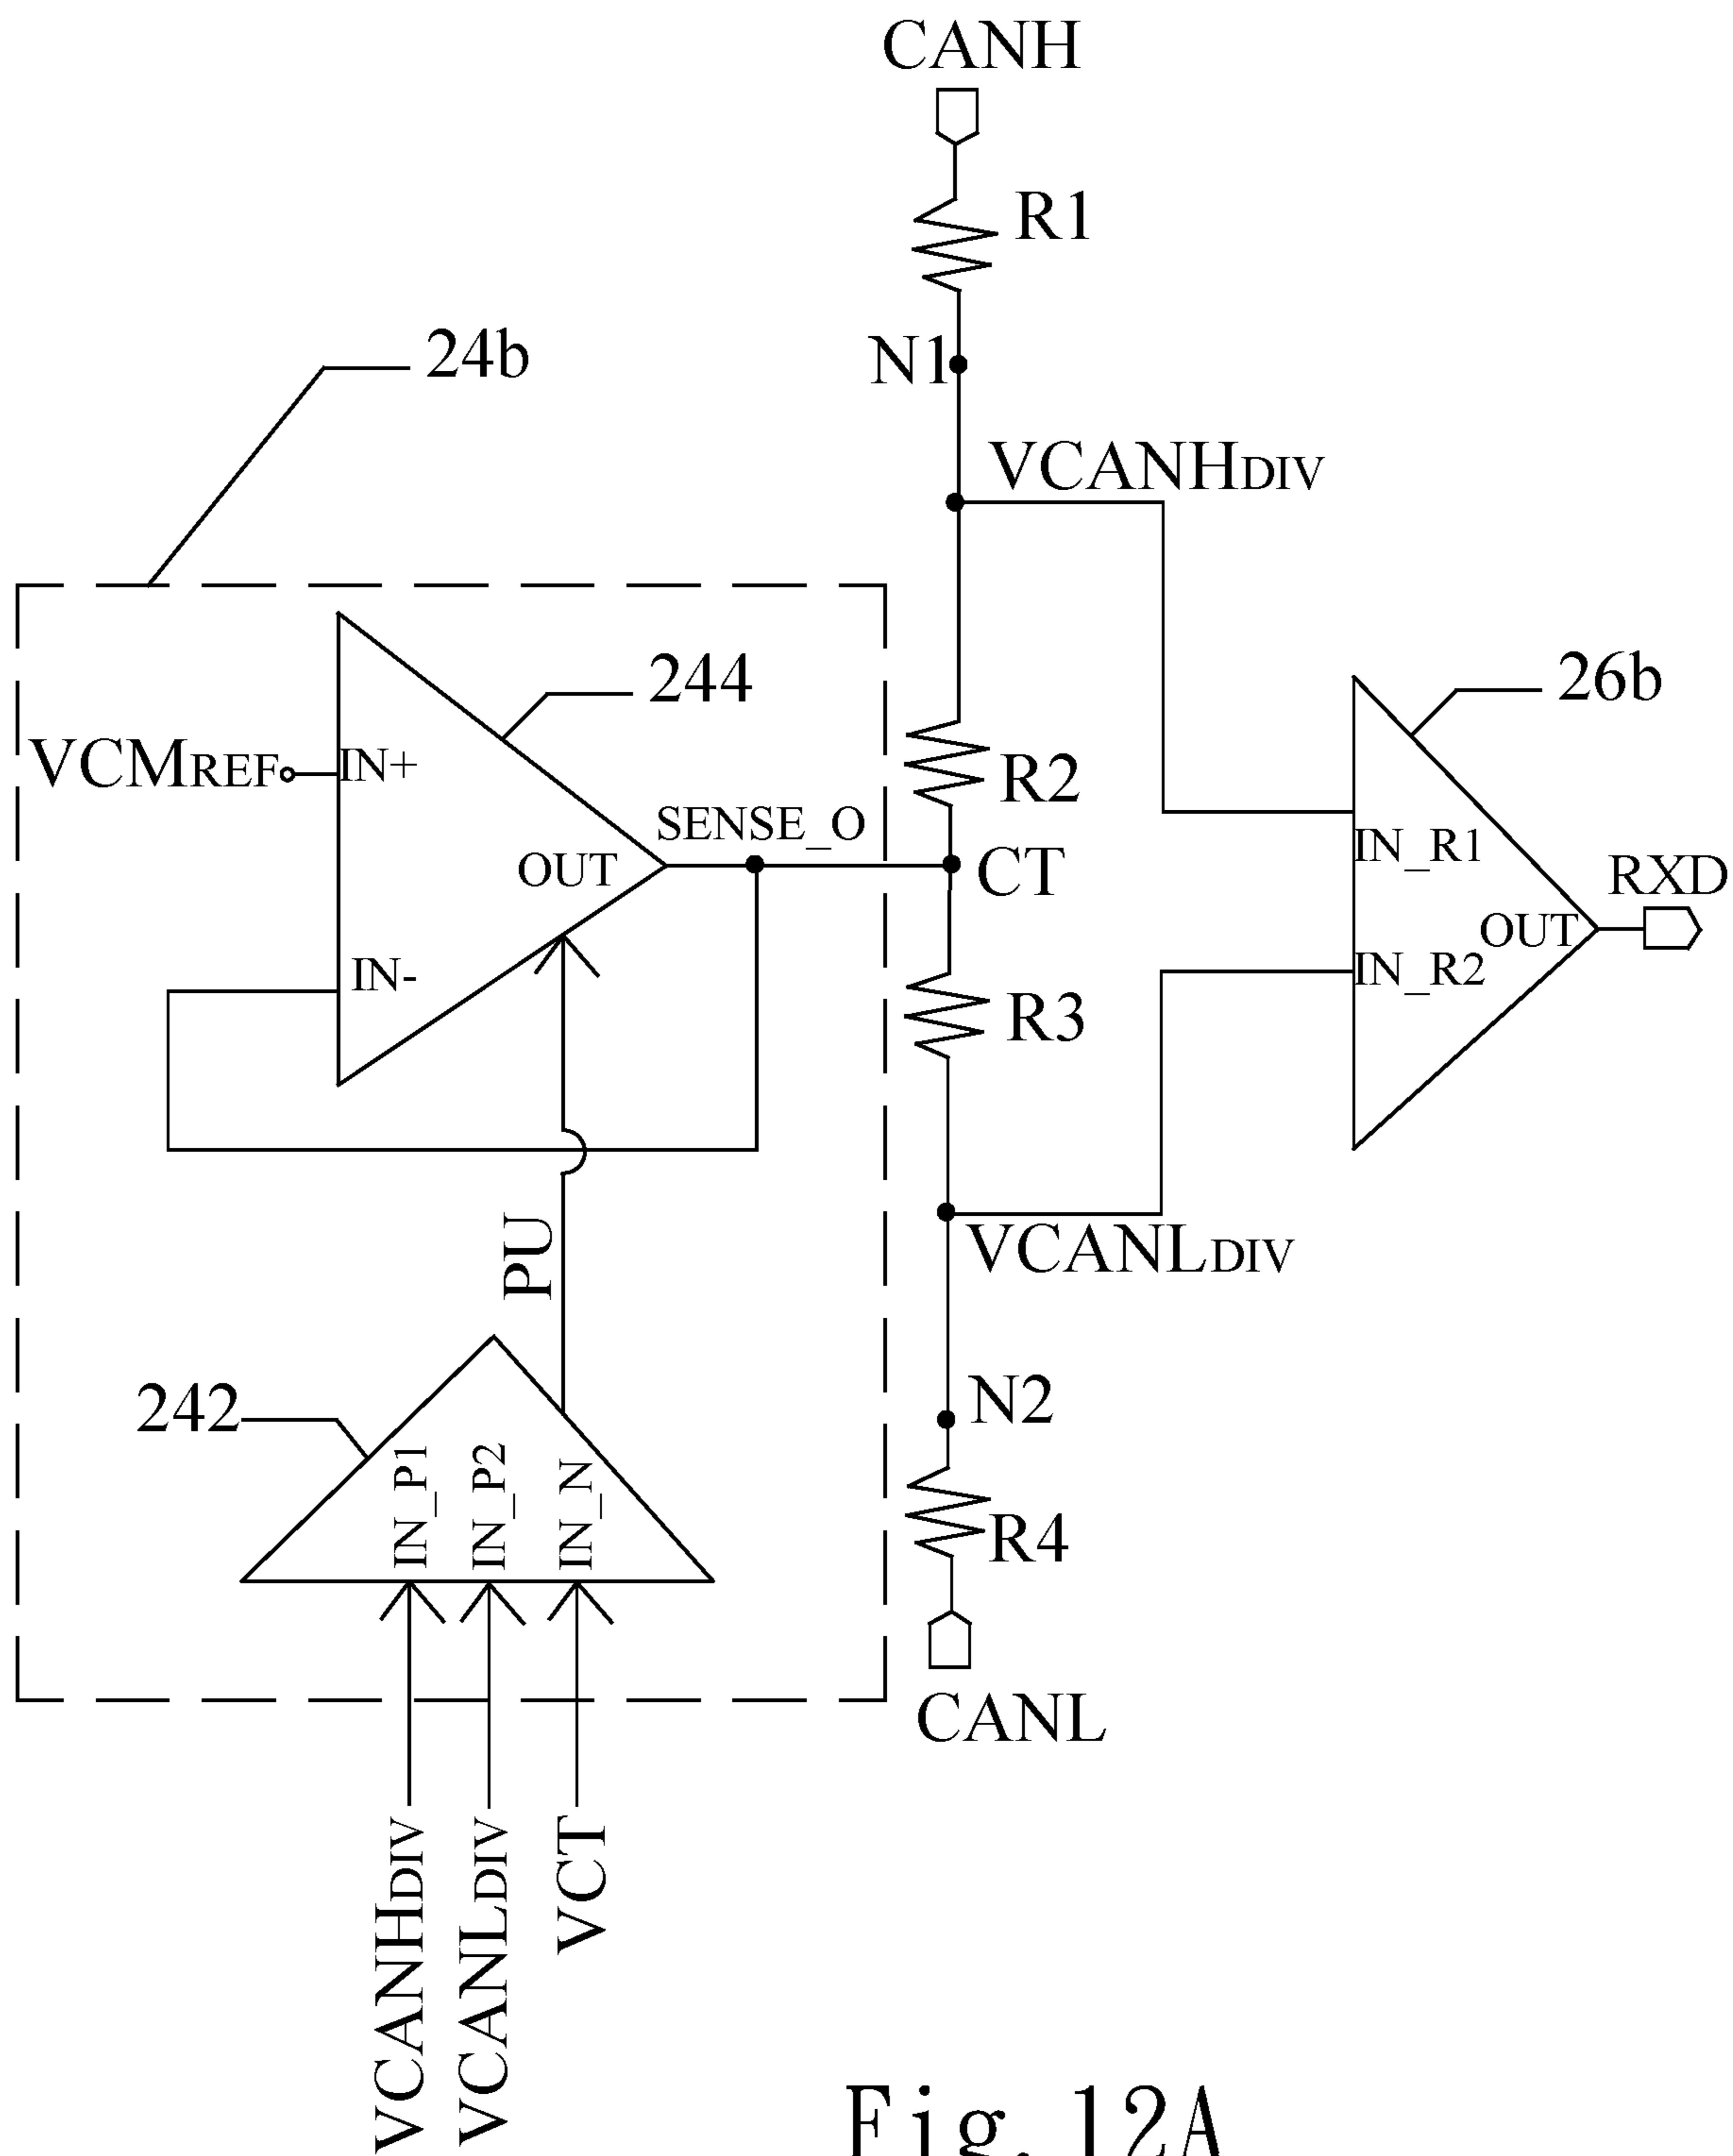 CANH
R1
24b
N1
VCANHDIV
244
26b
VCMREF
IN+
R2
SENSE_O
IN_R1
OUT
CT
RXD
OUT
IN-
IN_R2
R3
PU
VCANLDIV
242
N2
IN_P1
IN_P2
IN_N
R4
CANL
VCANHDIV
VCANLDIV
VCT
Fig. 12A